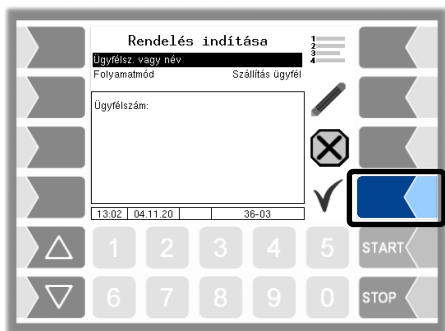 Rendelés indítása
Ügyfélsz. vagy név
Folyamatmód Szállítás ügyfél
Ügyfélszám:
13:02 04.11.20 36-03
1
2
3
4
1 2 3 4 5 START
6 7 8 9 0 STOP